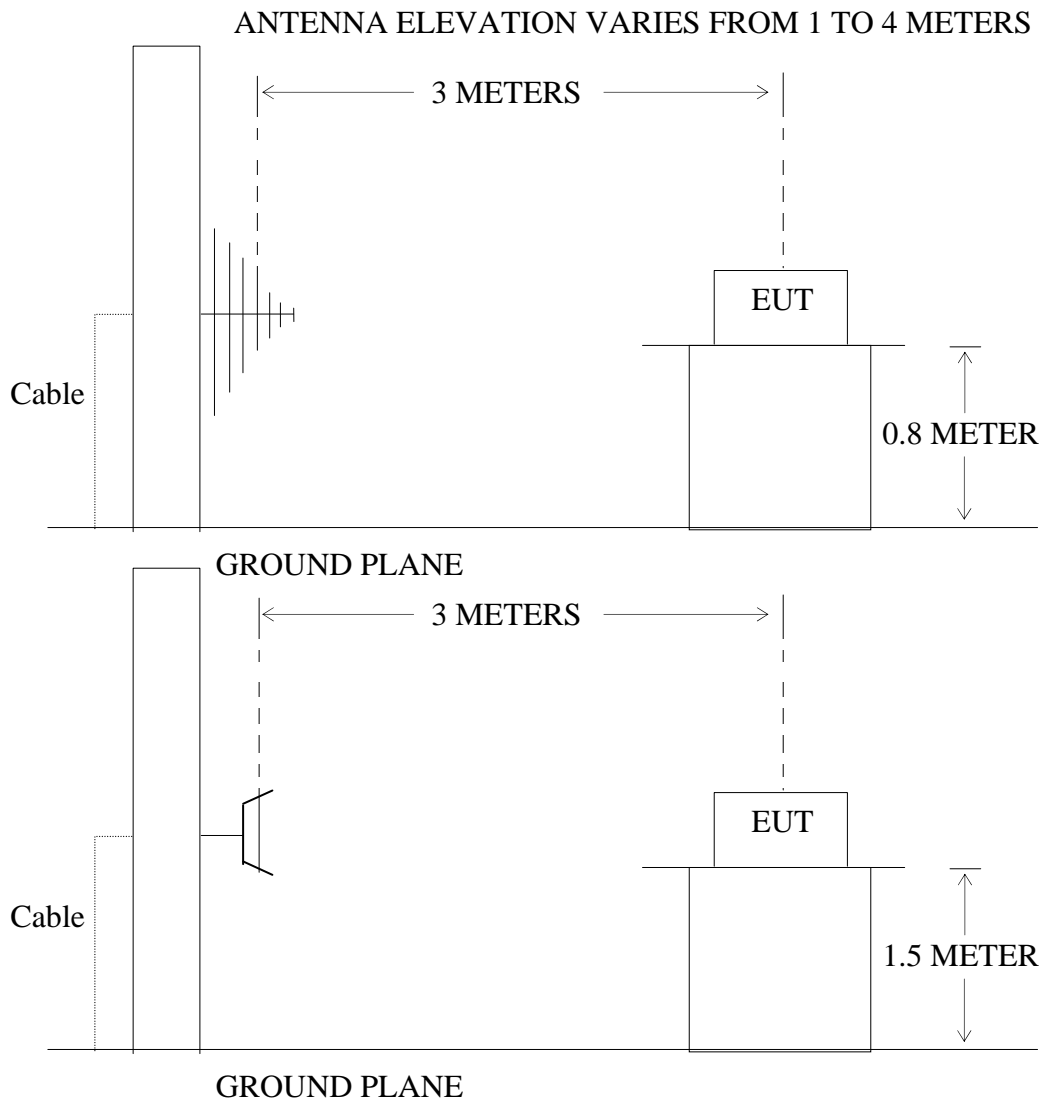 ANTENNA ELEVATION VARIES FROM 1 TO 4 METERS
3 METERS
EUT
Cable
0.8 METER
GROUND PLANE
3 METERS
EUT
Cable
1.5 METER
GROUND PLANE